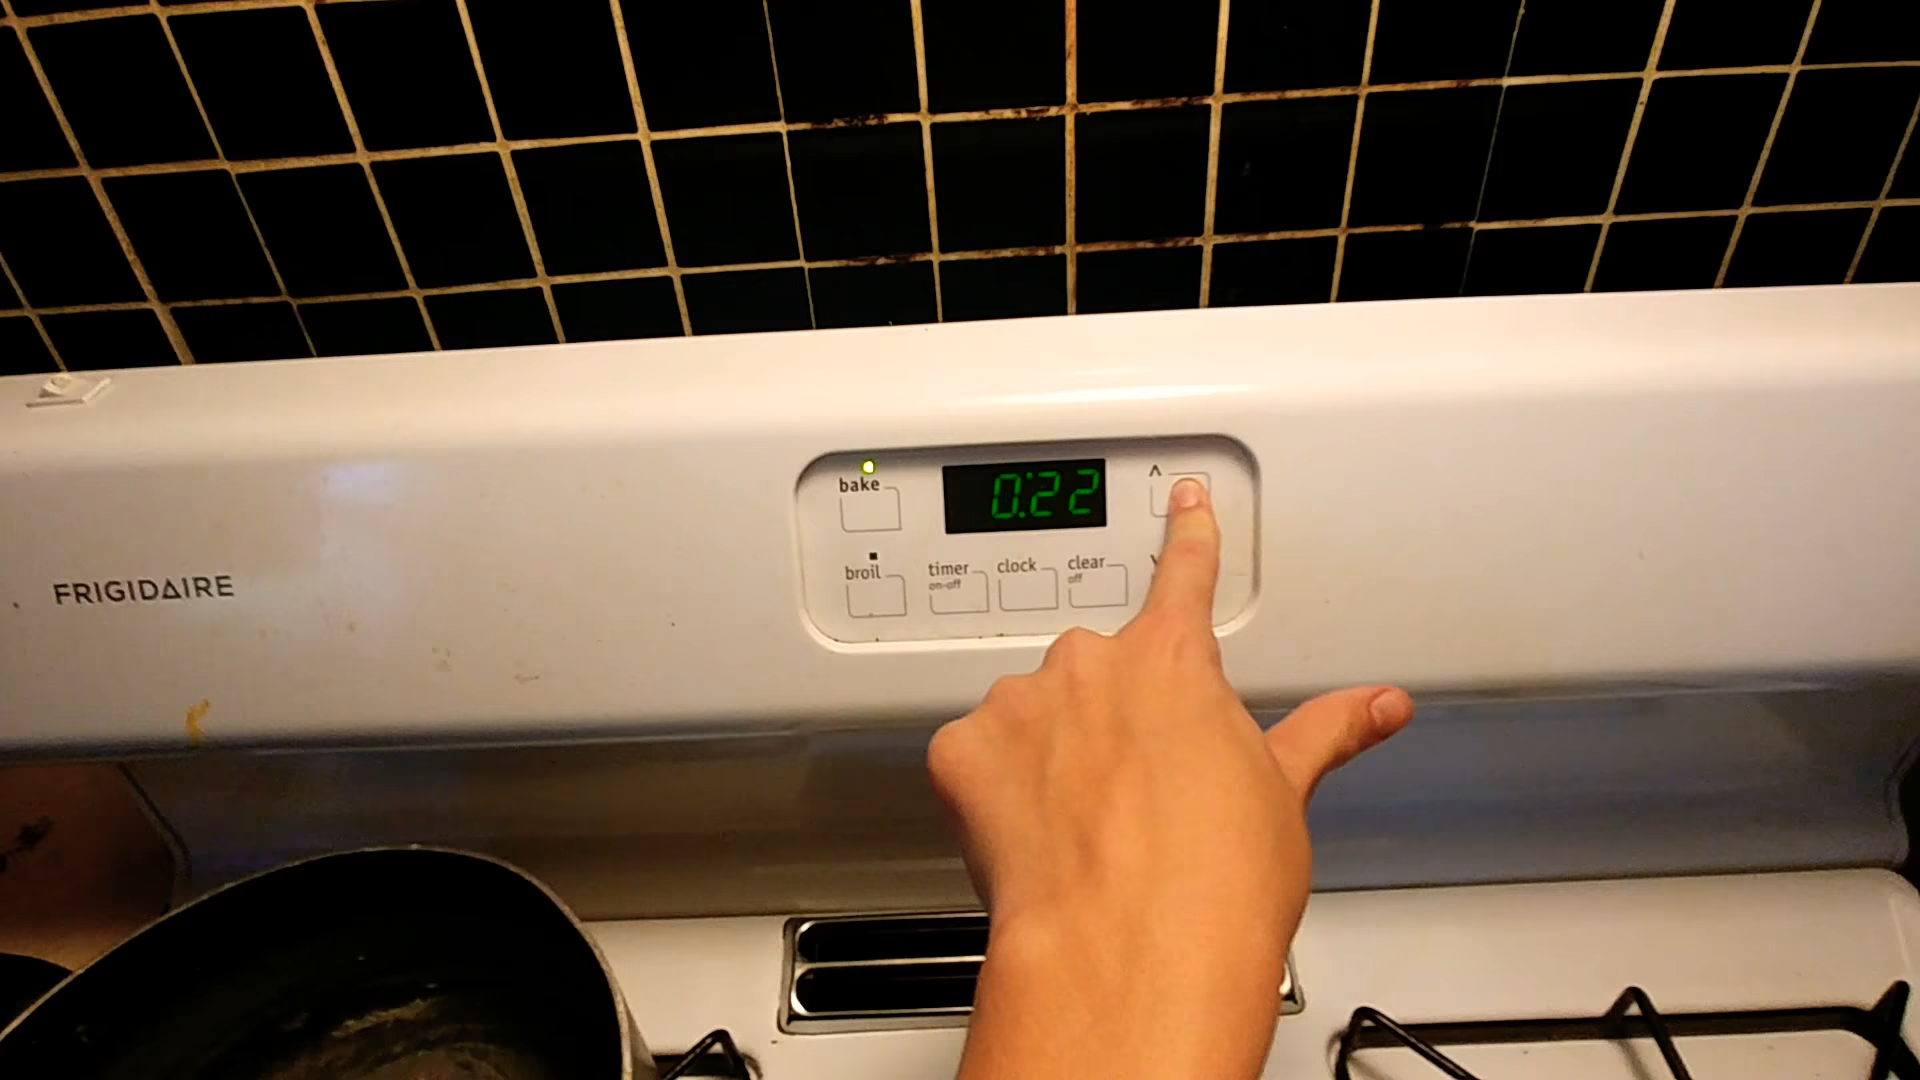 bake
0:22
^
broil
timer
on-off
clock
clear
off
FRIGIDAIRE